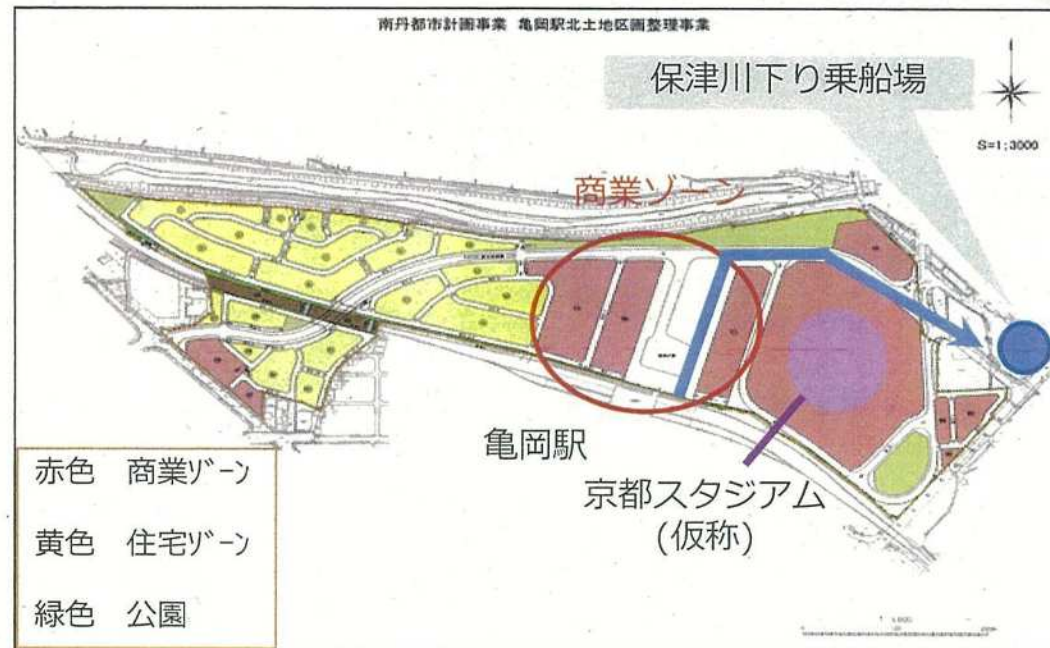 南丹都市計画事業 亀岡駅北土地区画整理事業
保津川下り乗船場
S=1:3000
商業ゾーン
亀岡駅
京都スタジアム
(仮称)
赤色 商業ｿﾞｰﾝ
黄色 住宅ｿﾞｰﾝ
緑色 公園